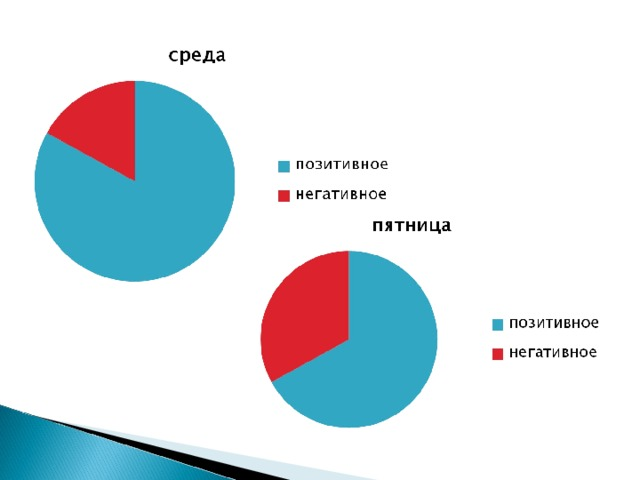 среда
позитивное
негативное
пятница
позитивное
негативное